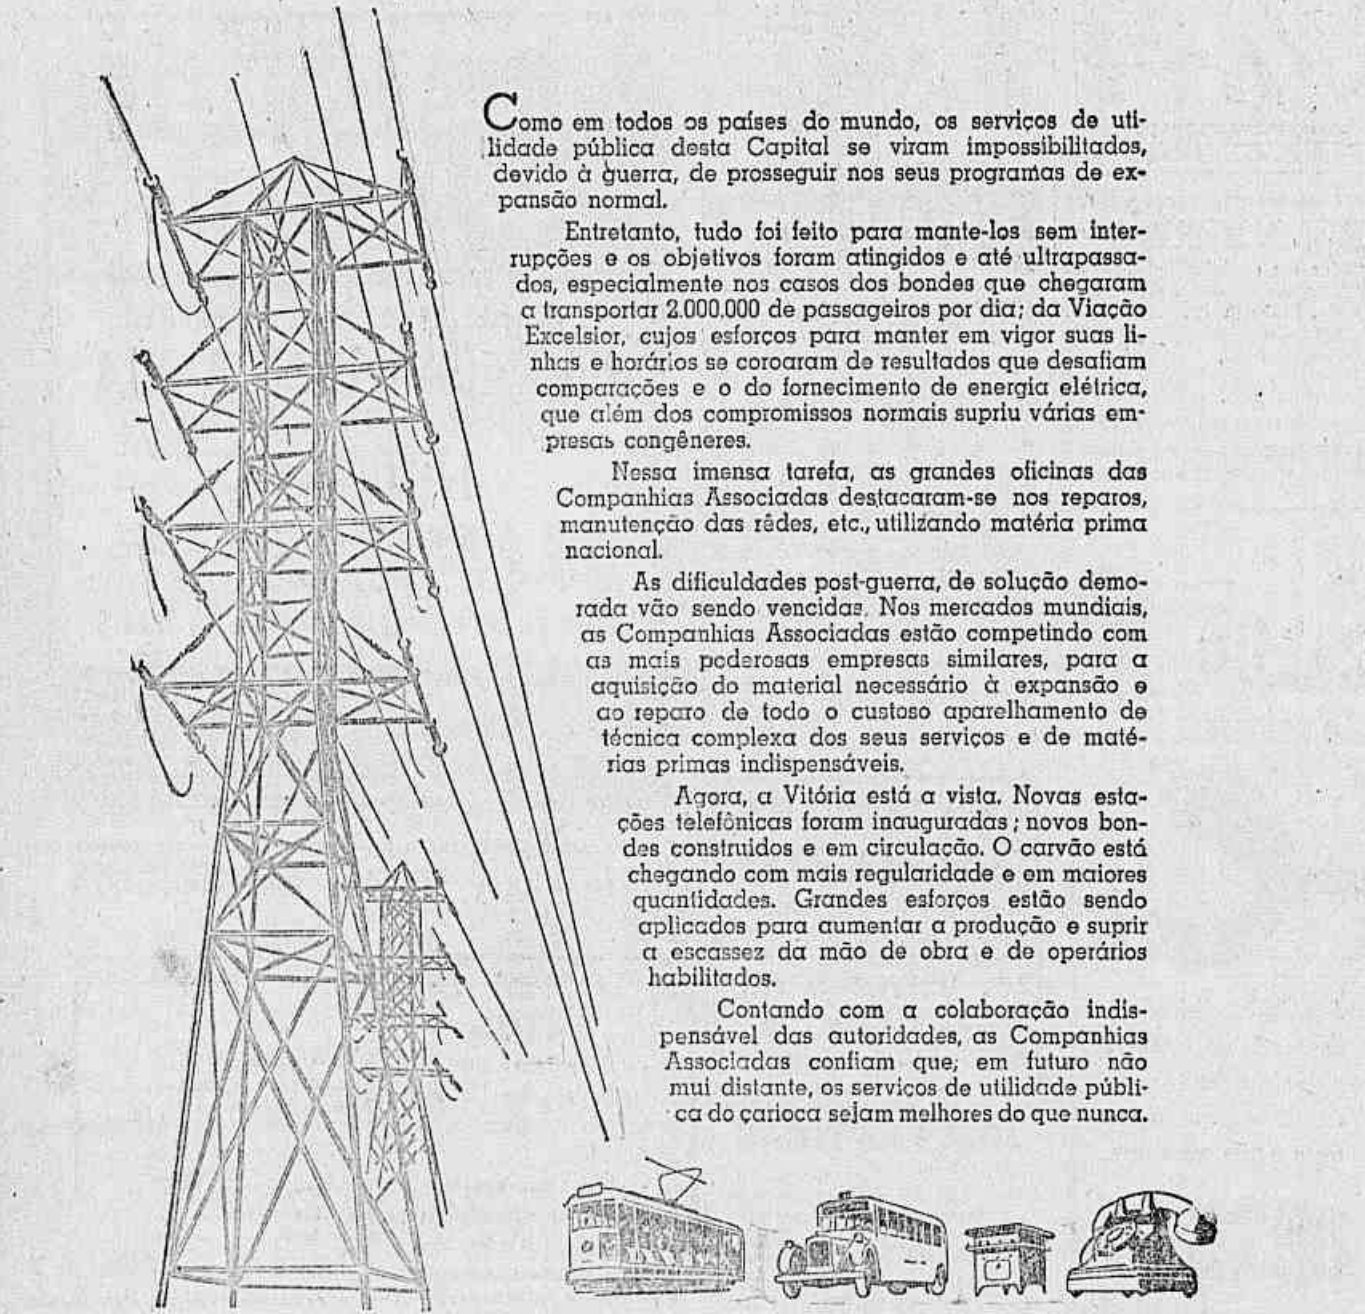 Como em todos os países do mundo, os serviços de uti-
lidade pública desta Capital se viram impossibilitados,
devido à guerra, de prosseguir nos seus programas de ex-
pansão normal.
Entretanto, tudo foi feito para mante-los sem inter-
rupções e os objetivos foram atingidos e até ultrapassa-
dos, especialmente nos casos dos bondes que chegaram
a transportar 2.000.000 de passageiros por dia; da Viação
Excelsior, cujos esforços para manter em vigor suas li-
nhas e horários se coroaram de resultados que desafiam
comparações e o do fornecimento de energia elétrica,
que além dos compromissos normais supriu várias em-
presas congêneres.
Nessa imensa tarefa, as grandes oficinas das
Companhias Associadas destacaram-se nos reparos,
manutenção das rêdes, etc., utilizando matéria prima
nacional.
As dificuldades post-guerra, de solução demo-
rada vão sendo vencidas. Nos mercados mundiais,
as Companhias Associadas estão competindo com
as mais poderosas empresas similares, para a
aquisição do material necessário à expansão e
ao reparo de todo o custoso aparelhamento de
técnica complexa dos seus serviços e de maté-
rias primas indispensáveis.
Agora, a Vitória está a vista. Novas esta-
ções telefônicas foram inauguradas; novos bon-
des construidos e em circulação. O carvão está
chegando com mais regularidade e em maiores
quantidades. Grandes esforços estão sendo
aplicados para aumentar a produção e suprir
a escassez da mão de obra e de operários
habilitados.
Contando com a colaboração indis-
pensável das autoridades, as Companhias
Associadas confiam que, em futuro não
mui distante, os serviços de utilidade públi-
ca do carioca sejam melhores do que nunca.